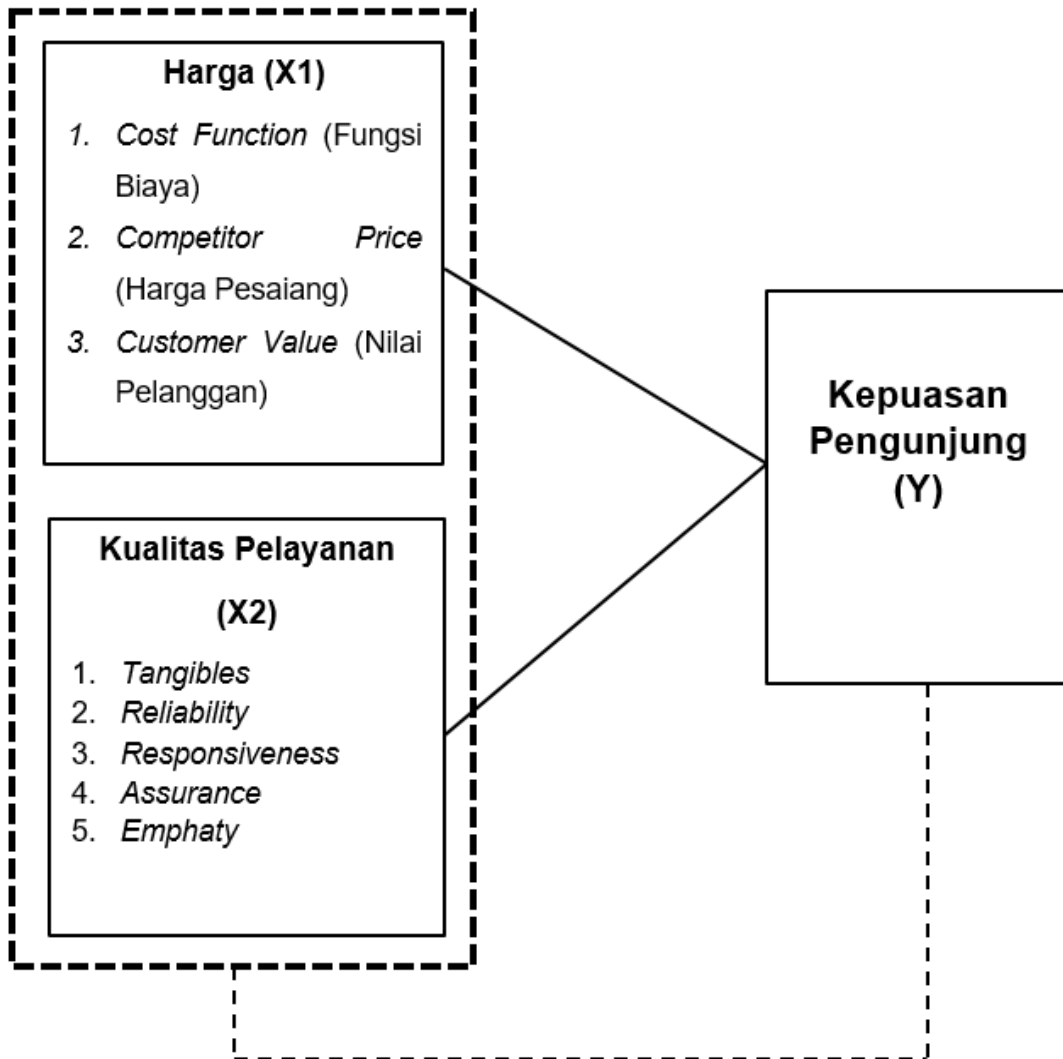 Harga (X1)
1. Cost Function (Fungsi
Biaya)
2. Competitor Price
(Harga Pesaiang)
3. Customer Value (Nilai
Pelanggan)
Kualitas Pelayanan
(X2)
1. Tangibles
2. Reliability
3. Responsiveness
4. Assurance
5. Emphaty
Kepuasan
Pengunjung
(Y)